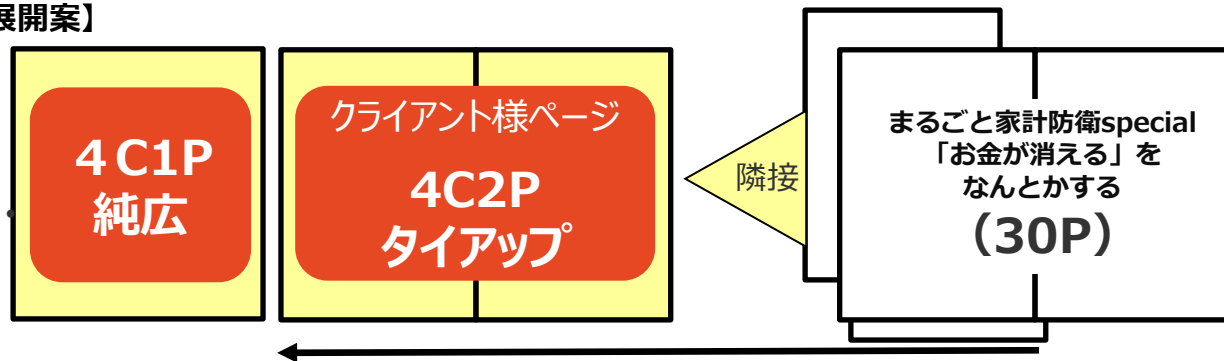 展開案】
４C1P
純広
クライアント様ページ
4C2P
タイアップ
隣接
まるごと家計防衛special
「お金が消える」を
なんとかする
（30P）